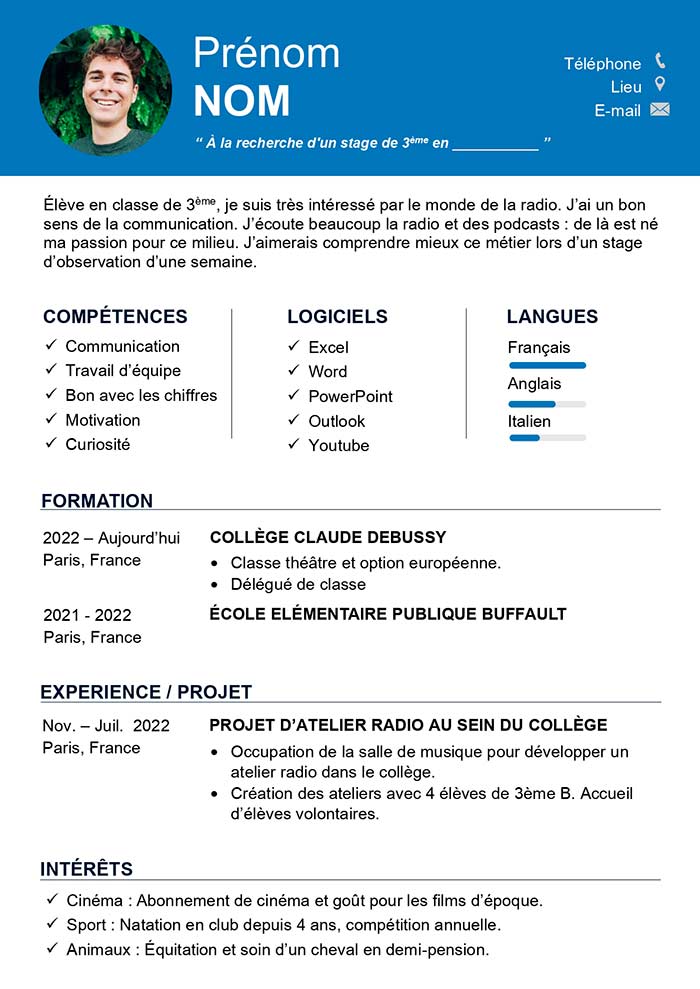 Prénom
NOM
“ À la recherche d'un stage de 3ème en ___________ ”
Téléphone
Lieu
E-mail
Élève en classe de 3ème, je suis très intéressé par le monde de la radio. J’ai un bon
sens de la communication. J’écoute beaucoup la radio et des podcasts : de là est né
ma passion pour ce milieu. J’aimerais comprendre mieux ce métier lors d’un stage
d’observation d’une semaine.
COMPÉTENCES
✓ Communication
✓ Travail d’équipe
✓ Bon avec les chiffres
✓ Motivation
✓ Curiosité
LOGICIELS
✓ Excel
✓ Word
✓ PowerPoint
✓ Outlook
✓ Youtube
LANGUES
Français
Anglais
Italien
FORMATION
2022 – Aujourd’hui
Paris, France
COLLÈGE CLAUDE DEBUSSY
• Classe théâtre et option européenne.
• Délégué de classe
2021 - 2022
Paris, France
ÉCOLE ELÉMENTAIRE PUBLIQUE BUFFAULT
EXPERIENCE / PROJET
Nov. – Juil. 2022
Paris, France
PROJET D’ATELIER RADIO AU SEIN DU COLLÈGE
• Occupation de la salle de musique pour développer un
atelier radio dans le collège.
• Création des ateliers avec 4 élèves de 3ème B. Accueil
d’élèves volontaires.
INTÉRÊTS
✓ Cinéma : Abonnement de cinéma et goût pour les films d’époque.
✓ Sport : Natation en club depuis 4 ans, compétition annuelle.
✓ Animaux : Équitation et soin d’un cheval en demi-pension.